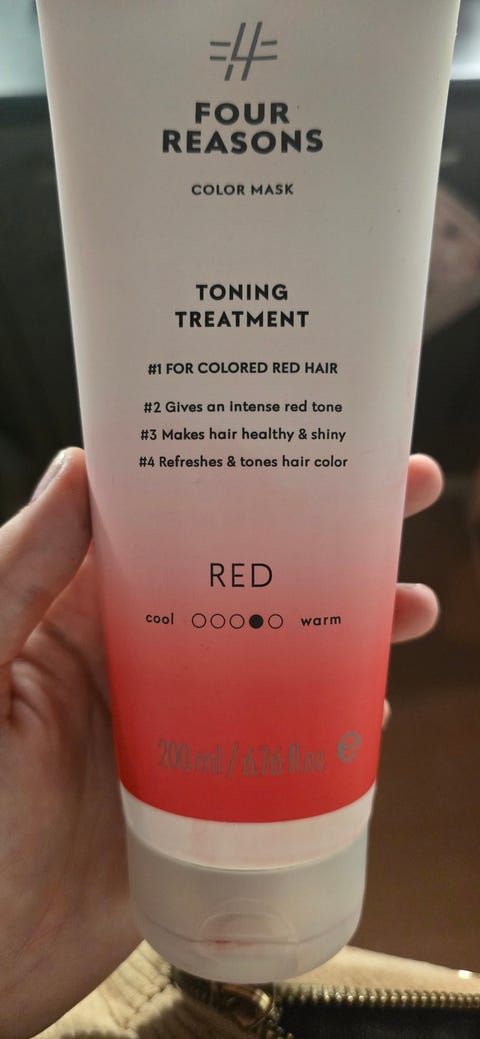 FOUR
REASONS
COLOR MASK
TONING
TREATMENT
#1 FOR COLORED RED HAIR
#2 Gives an intense red tone
#3 Makes hair healthy & shiny
#4 Refreshes & tones hair color
RED
cool warm
200 ml / 6.76 fl.oz ℮